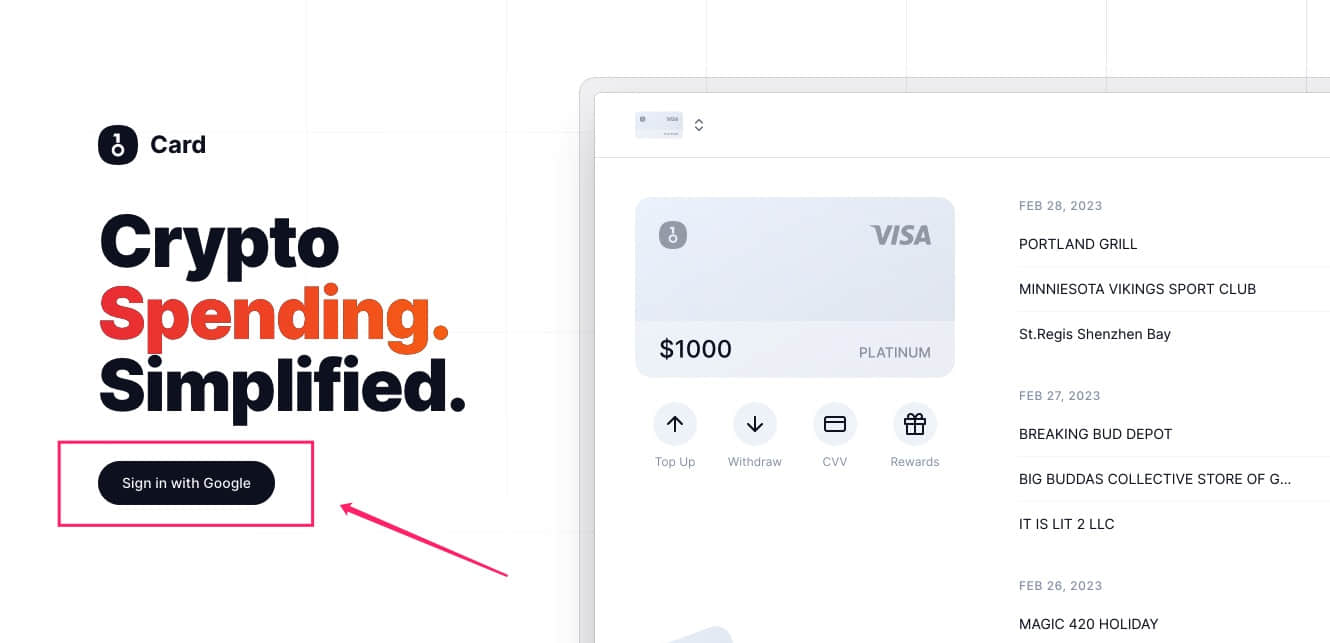 Card
Crypto
Spending.
Simplified.
Sign in with Google
VISA
VISA
$1000
PLATINUM
Top Up
Withdraw
CVV
Rewards
FEB 28, 2023
PORTLAND GRILL
MINNIESOTA VIKINGS SPORT CLUB
St.Regis Shenzhen Bay
FEB 27, 2023
BREAKING BUD DEPOT
BIG BUDDAS COLLECTIVE STORE OF G...
IT IS LIT 2 LLC
FEB 26, 2023
MAGIC 420 HOLIDAY